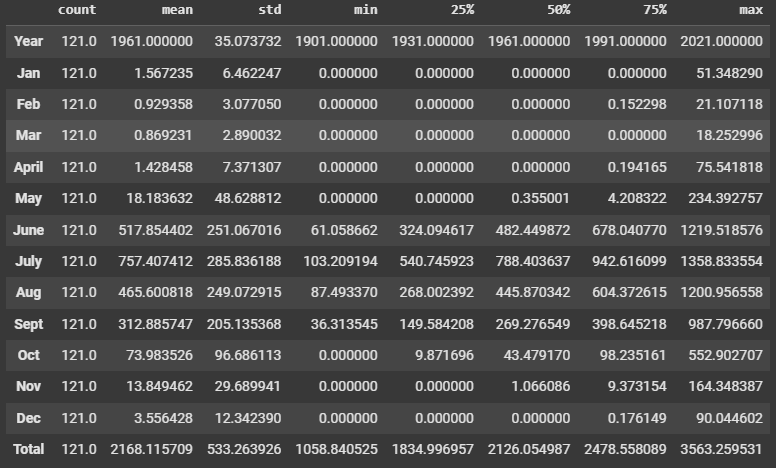 count mean std min 25% 50% 75% max
Year 121.0 1961.000000 35.073732 1901.000000 1931.000000 1961.000000 1991.000000 2021.000000
Jan 121.0 1.567235 6.462247 0.000000 0.000000 0.000000 0.000000 51.348290
Feb 121.0 0.929358 3.077050 0.000000 0.000000 0.000000 0.152298 21.107118
Mar 121.0 0.869231 2.890032 0.000000 0.000000 0.000000 0.000000 18.252996
April 121.0 1.428458 7.371307 0.000000 0.000000 0.000000 0.194165 75.541818
May 121.0 18.183632 48.628812 0.000000 0.000000 0.355001 4.208322 234.392757
June 121.0 517.854402 251.067016 61.058662 324.094617 482.449872 678.040770 1219.518576
July 121.0 757.407412 285.836188 103.209194 540.745923 788.403637 942.616099 1358.833554
Aug 121.0 465.600818 249.072915 87.493370 268.002392 445.870342 604.372615 1200.956558
Sept 121.0 312.885747 205.135368 36.313545 149.584208 269.276549 398.645218 987.796660
Oct 121.0 73.983526 96.686113 0.000000 9.871696 43.479170 98.235161 552.902707
Nov 121.0 13.849462 29.689941 0.000000 0.000000 1.066086 9.373154 164.348387
Dec 121.0 3.556428 12.342390 0.000000 0.000000 0.000000 0.176149 90.044602
Total 121.0 2168.115709 533.263926 1058.840525 1834.996957 2126.054987 2478.558089 3563.259531